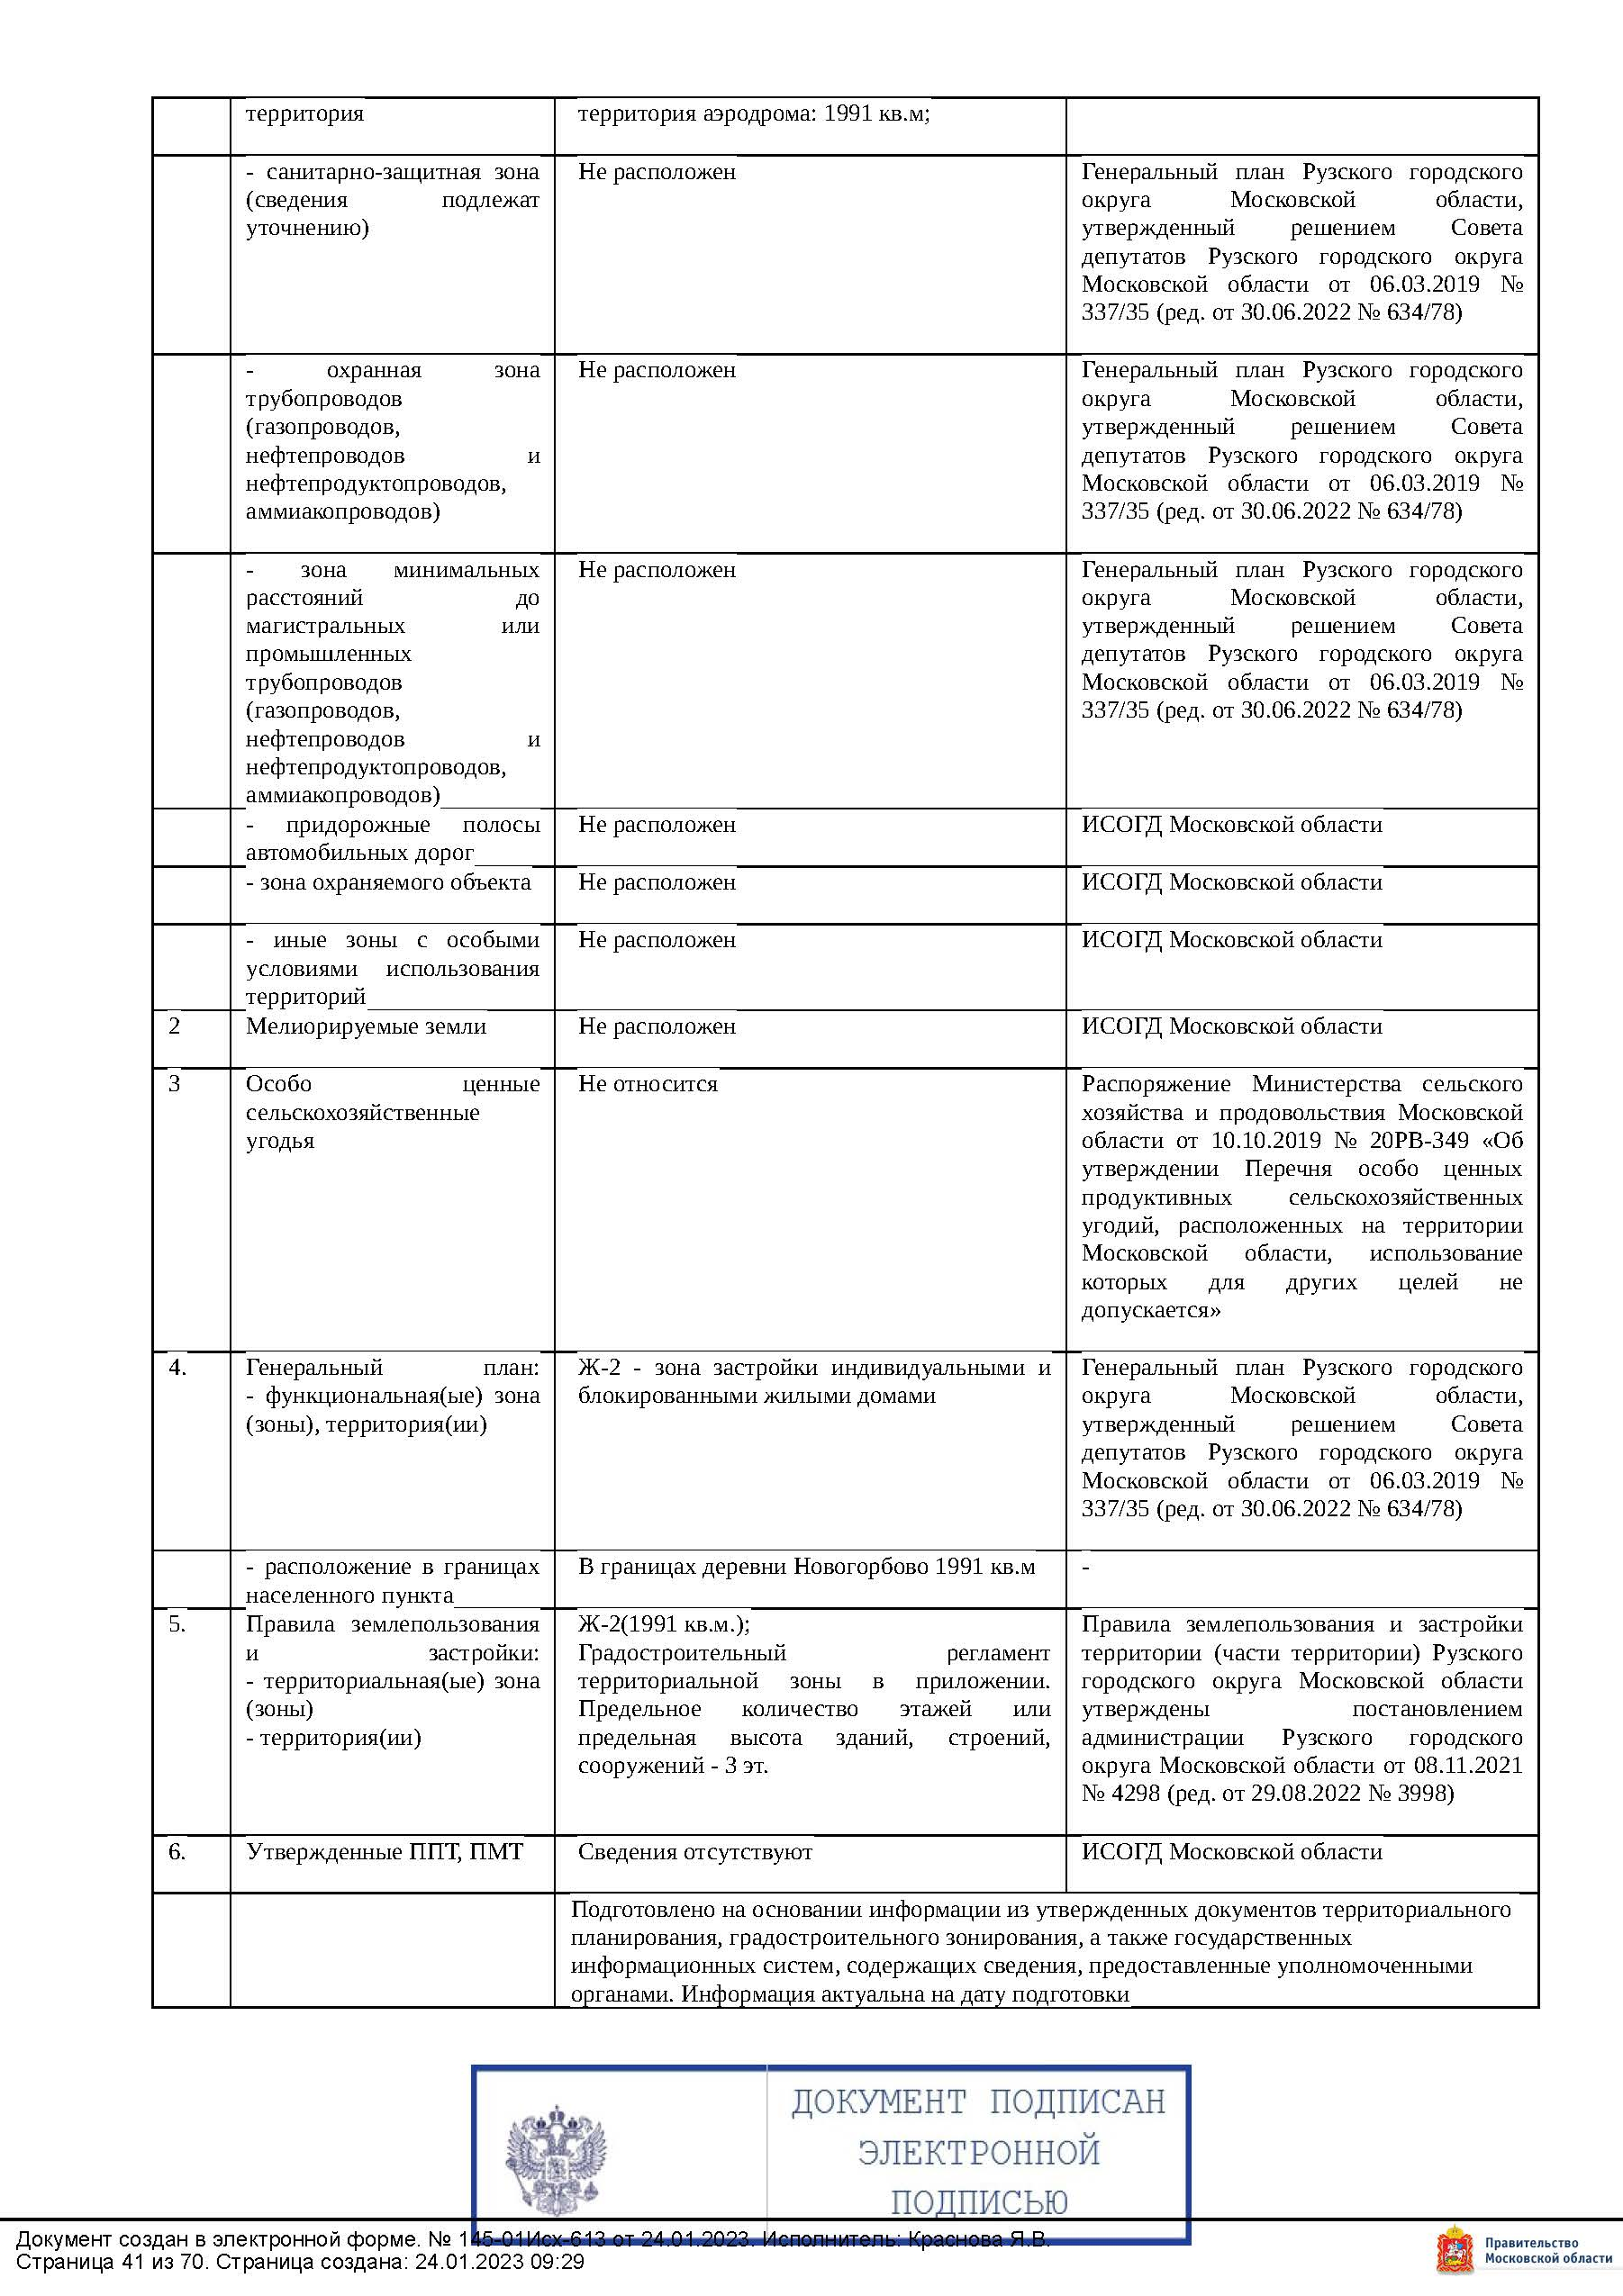 территория
территория аэродрома: 1991 кв.м;
- санитарно-защитная зона
(сведения подлежат
уточнению)
Не расположен
Генеральный план Рузского городского
округа Московской области,
утвержденный решением Совета
депутатов Рузского городского округа
Московской области от 06.03.2019 №
337/35 (ред. от 30.06.2022 № 634/78)
- охранная зона
трубопроводов
(газопроводов,
нефтепроводов и
нефтепродуктопроводов,
аммиакопроводов)
Не расположен
Генеральный план Рузского городского
округа Московской области,
утвержденный решением Совета
депутатов Рузского городского округа
Московской области от 06.03.2019 №
337/35 (ред. от 30.06.2022 № 634/78)
- зона минимальных
расстояний до
магистральных или
промышленных
трубопроводов
(газопроводов,
нефтепроводов и
нефтепродуктопроводов,
аммиакопроводов)
Не расположен
Генеральный план Рузского городского
округа Московской области,
утвержденный решением Совета
депутатов Рузского городского округа
Московской области от 06.03.2019 №
337/35 (ред. от 30.06.2022 № 634/78)
- придорожные полосы
автомобильных дорог
Не расположен
ИСОГД Московской области
- зона охраняемого объекта
Не расположен
ИСОГД Московской области
- иные зоны с особыми
условиями использования
территорий
Не расположен
ИСОГД Московской области
2
Мелиорируемые земли
Не расположен
ИСОГД Московской области
3
Особо ценные
сельскохозяйственные
угодья
Не относится
Распоряжение Министерства сельского
хозяйства и продовольствия Московской
области от 10.10.2019 № 20РВ-349 «Об
утверждении Перечня особо ценных
продуктивных сельскохозяйственных
угодий, расположенных на территории
Московской области, использование
которых для других целей не
допускается»
4.
Генеральный план:
- функциональная(ые) зона
(зоны), территория(ии)
Ж-2 - зона застройки индивидуальными и
блокированными жилыми домами
Генеральный план Рузского городского
округа Московской области,
утвержденный решением Совета
депутатов Рузского городского округа
Московской области от 06.03.2019 №
337/35 (ред. от 30.06.2022 № 634/78)
- расположение в границах
населенного пункта
В границах деревни Новогорбово 1991 кв.м
-
5.
Правила землепользования
и застройки:
- территориальная(ые) зона
(зоны)
- территория(ии)
Ж-2(1991 кв.м.);
Градостроительный регламент
территориальной зоны в приложении.
Предельное количество этажей или
предельная высота зданий, строений,
сооружений - 3 эт.
Правила землепользования и застройки
территории (части территории) Рузского
городского округа Московской области
утверждены постановлением
администрации Рузского городского
округа Московской области от 08.11.2021
№ 4298 (ред. от 29.08.2022 № 3998)
6.
Утвержденные ППТ, ПМТ
Сведения отсутствуют
ИСОГД Московской области
Подготовлено на основании информации из утвержденных документов территориального
планирования, градостроительного зонирования, а также государственных
информационных систем, содержащих сведения, предоставленные уполномоченными
органами. Информация актуальна на дату подготовки
ДОКУМЕНТ ПОДПИСАН
ЭЛЕКТРОННОЙ
ПОДПИСЬЮ
Документ создан в электронной форме. № 145-01Исх-613 от 24.01.2023. Исполнитель: Краснова Я.В.
Страница 41 из 70. Страница создана: 24.01.2023 09:29
Правительство
Московской области